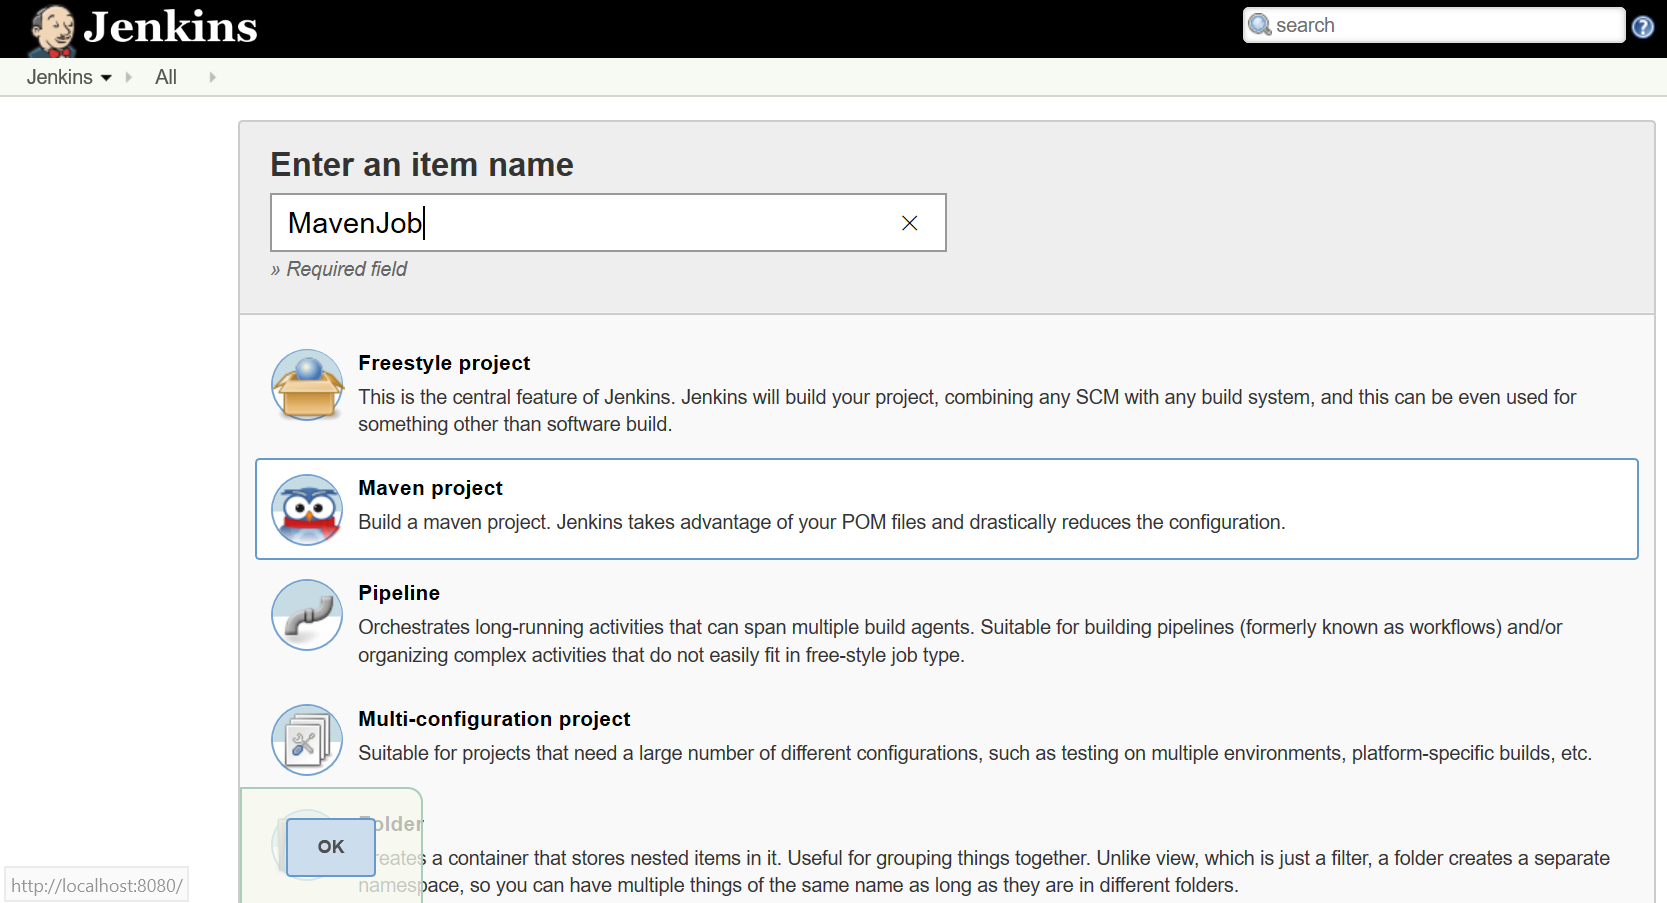 Jenkins
search
Jenkins All
Enter an item name
MavenJob
» Required field
Freestyle project
This is the central feature of Jenkins. Jenkins will build your project, combining any SCM with any build system, and this can be even used for
something other than software build.
Maven project
Build a maven project. Jenkins takes advantage of your POM files and drastically reduces the configuration.
Pipeline
Orchestrates long-running activities that can span multiple build agents. Suitable for building pipelines (formerly known as workflows) and/or
organizing complex activities that do not easily fit in free-style job type.
Multi-configuration project
Suitable for projects that need a large number of different configurations, such as testing on multiple environments, platform-specific builds, etc.
Folder
OK
Creates a container that stores nested items in it. Useful for grouping things together. Unlike view, which is just a filter, a folder creates a separate
namespace, so you can have multiple things of the same name as long as they are in different folders.
http://localhost:8080/